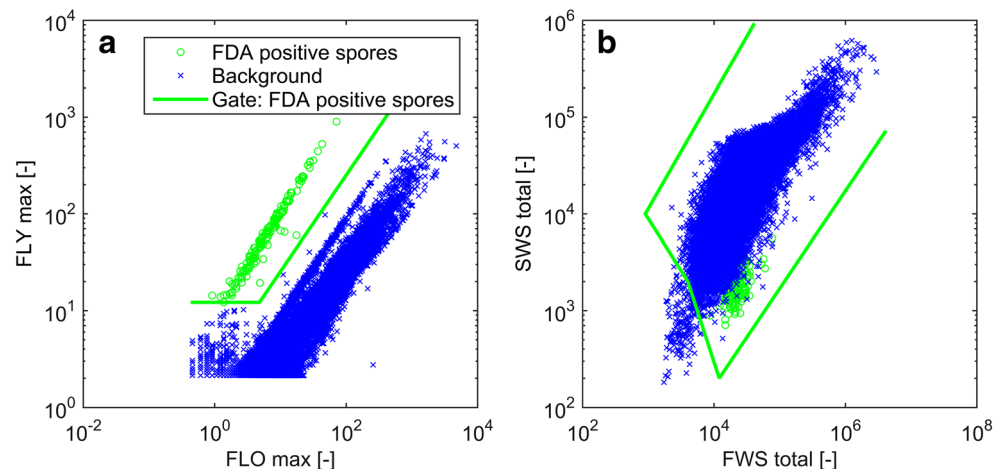 a
FDA positive spores
Background
Gate: FDA positive spores
10^4
10^3
10^2
10^1
10^0
FLY max [-]
10^-2
10^0
10^2
10^4
FLO max [-]
b
10^6
10^5
10^4
10^3
10^2
SWS total [-]
10^2
10^4
10^6
10^8
FWS total [-]